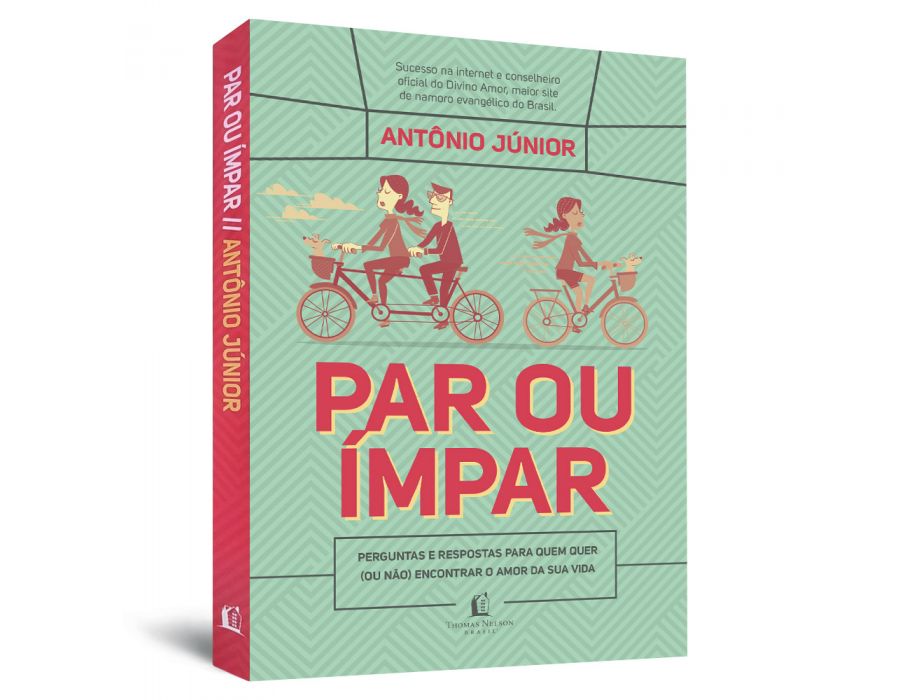 Sucesso na internet e conselheiro
oficial do Divino Amor, maior site
de namoro evangélico do Brasil.
ANTÔNIO JÚNIOR
PAR OU
ÍMPAR
PERGUNTAS E RESPOSTAS PARA QUEM QUER
(OU NÃO) ENCONTRAR O AMOR DA SUA VIDA
THOMAS NELSON
BRASIL
PAR OU ÍMPAR // ANTÔNIO JÚNIOR